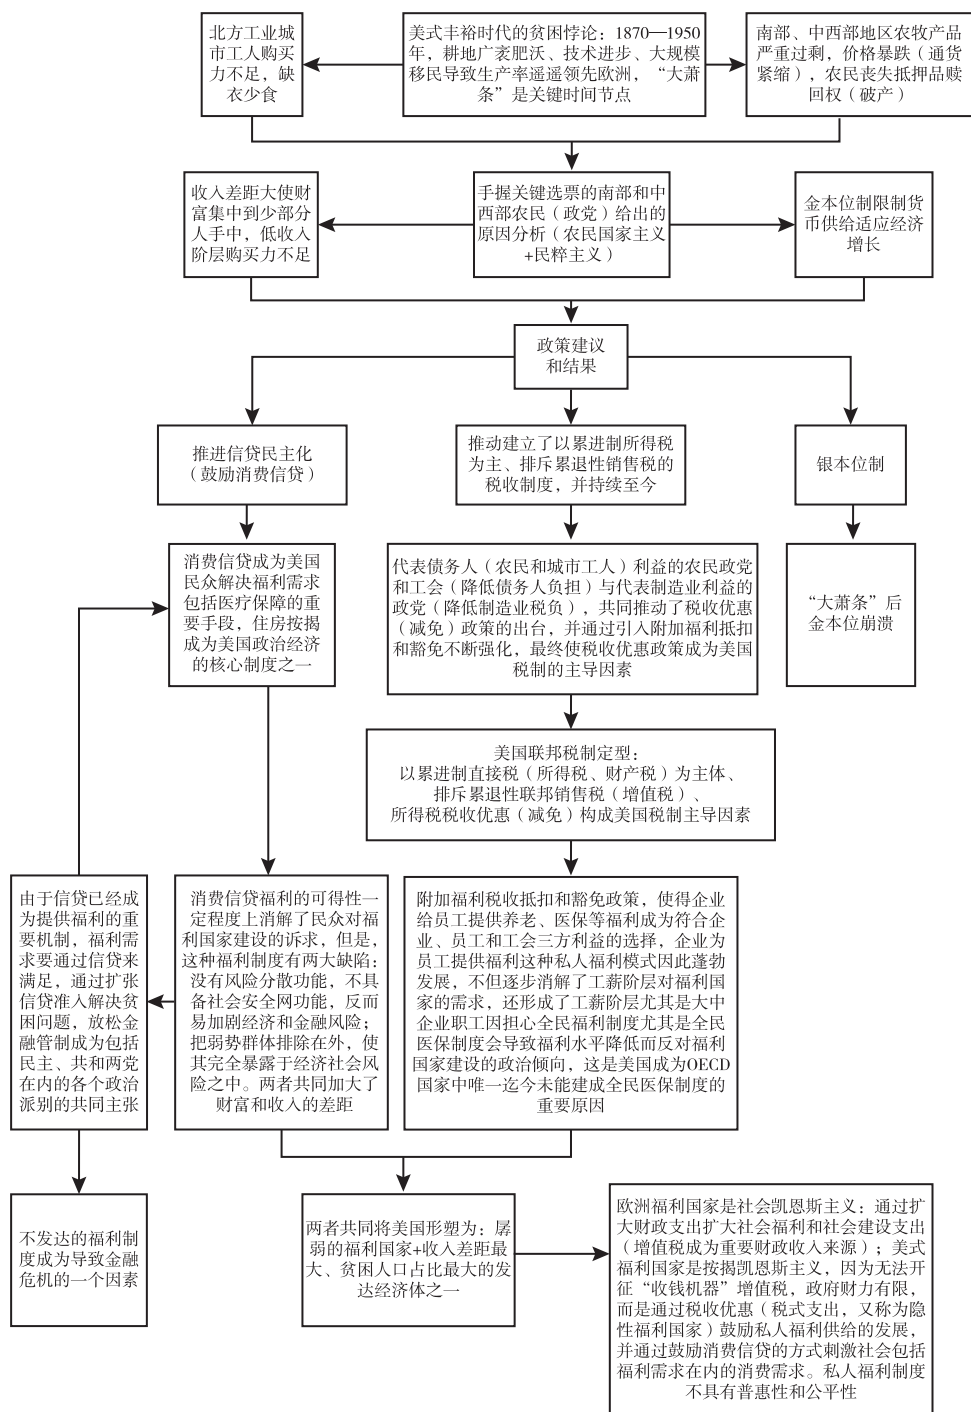 北方工业城
市工人购买
力不足，缺
衣少食
美式丰裕时代的贫困悖论：1870—1950
年，耕地广袤肥沃、技术进步、大规模
移民导致生产率遥遥领先欧洲，“大萧
条”是关键时间节点
南部、中西部地区农牧产品
严重过剩，价格暴跌（通货
紧缩），农民丧失抵押品赎
回权（破产）
收入差距大使财
富集中到少部分
人手中，低收入
阶层购买力不足
手握关键选票的南部和中
西部农民（政党）给出的
原因分析（农民国家主义
+民粹主义）
金本位制限制货
币供给适应经济
增长
政策建议
和结果
推进信贷民主化
（鼓励消费信贷）
推动建立了以累进制所得税
为主、排斥累退性销售税的
税收制度，并持续至今
银本位制
消费信贷成为美国
民众解决福利需求
包括医疗保障的重
要手段，住房按揭
成为美国政治经济
的核心制度之一
代表债务人（农民和城市工人）利益的农民政党
和工会（降低债务人负担）与代表制造业利益的
政党（降低制造业税负），共同推动了税收优惠
（减免）政策的出台，并通过引入附加福利抵扣
和豁免不断强化，最终使税收优惠政策成为美国
税制的主导因素
“大萧条”后
金本位崩溃
美国联邦税制定型：
以累进制直接税（所得税、财产税）为主体、
排斥累退性联邦销售税（增值税）、
所得税税收优惠（减免）构成美国税制主导因素
由于信贷已经成
为提供福利的重
要机制，福利需
求要通过信贷来
满足，通过扩张
信贷准入解决贫
困问题，放松金
融管制成为包括
民主、共和两党
在内的各个政治
派别的共同主张
消费信贷福利的可得性一
定程度上消解了民众对福
利国家建设的诉求，但是，
这种福利制度有两大缺陷：
没有风险分散功能，不具
备社会安全网功能，反而
易加剧经济和金融风险；
把弱势群体排除在外，使
其完全暴露于经济社会风
险之中。两者共同加大了
财富和收入的差距
附加福利税收抵扣和豁免政策，使得企业
给员工提供养老、医保等福利成为符合企
业、员工和工会三方利益的选择，企业为
员工提供福利这种私人福利模式因此蓬勃
发展，不但逐步消解了工薪阶层对福利国
家的需求，还形成了工薪阶层尤其是大中
企业职工因担心全民福利制度尤其是全民
医保制度会导致福利水平降低而反对福利
国家建设的政治倾向，这是美国成为OECD
国家中唯一迄今未能建成全民医保制度的
重要原因
不发达的福利制
度成为导致金融
危机的一个因素
两者共同将美国形塑为：孱
弱的福利国家+收入差距最
大、贫困人口占比最大的发
达经济体之一
欧洲福利国家是社会凯恩斯主义：通过扩
大财政支出扩大社会福利和社会建设支出
（增值税成为重要财政收入来源）；美式
福利国家是按揭凯恩斯主义，因为无法开
征“收钱机器”增值税，政府财力有限，
而是通过税收优惠（税式支出，又称为隐
性福利国家）鼓励私人福利供给的发展，
并通过鼓励消费信贷的方式刺激社会包括
福利需求在内的消费需求。私人福利制度
不具有普惠性和公平性